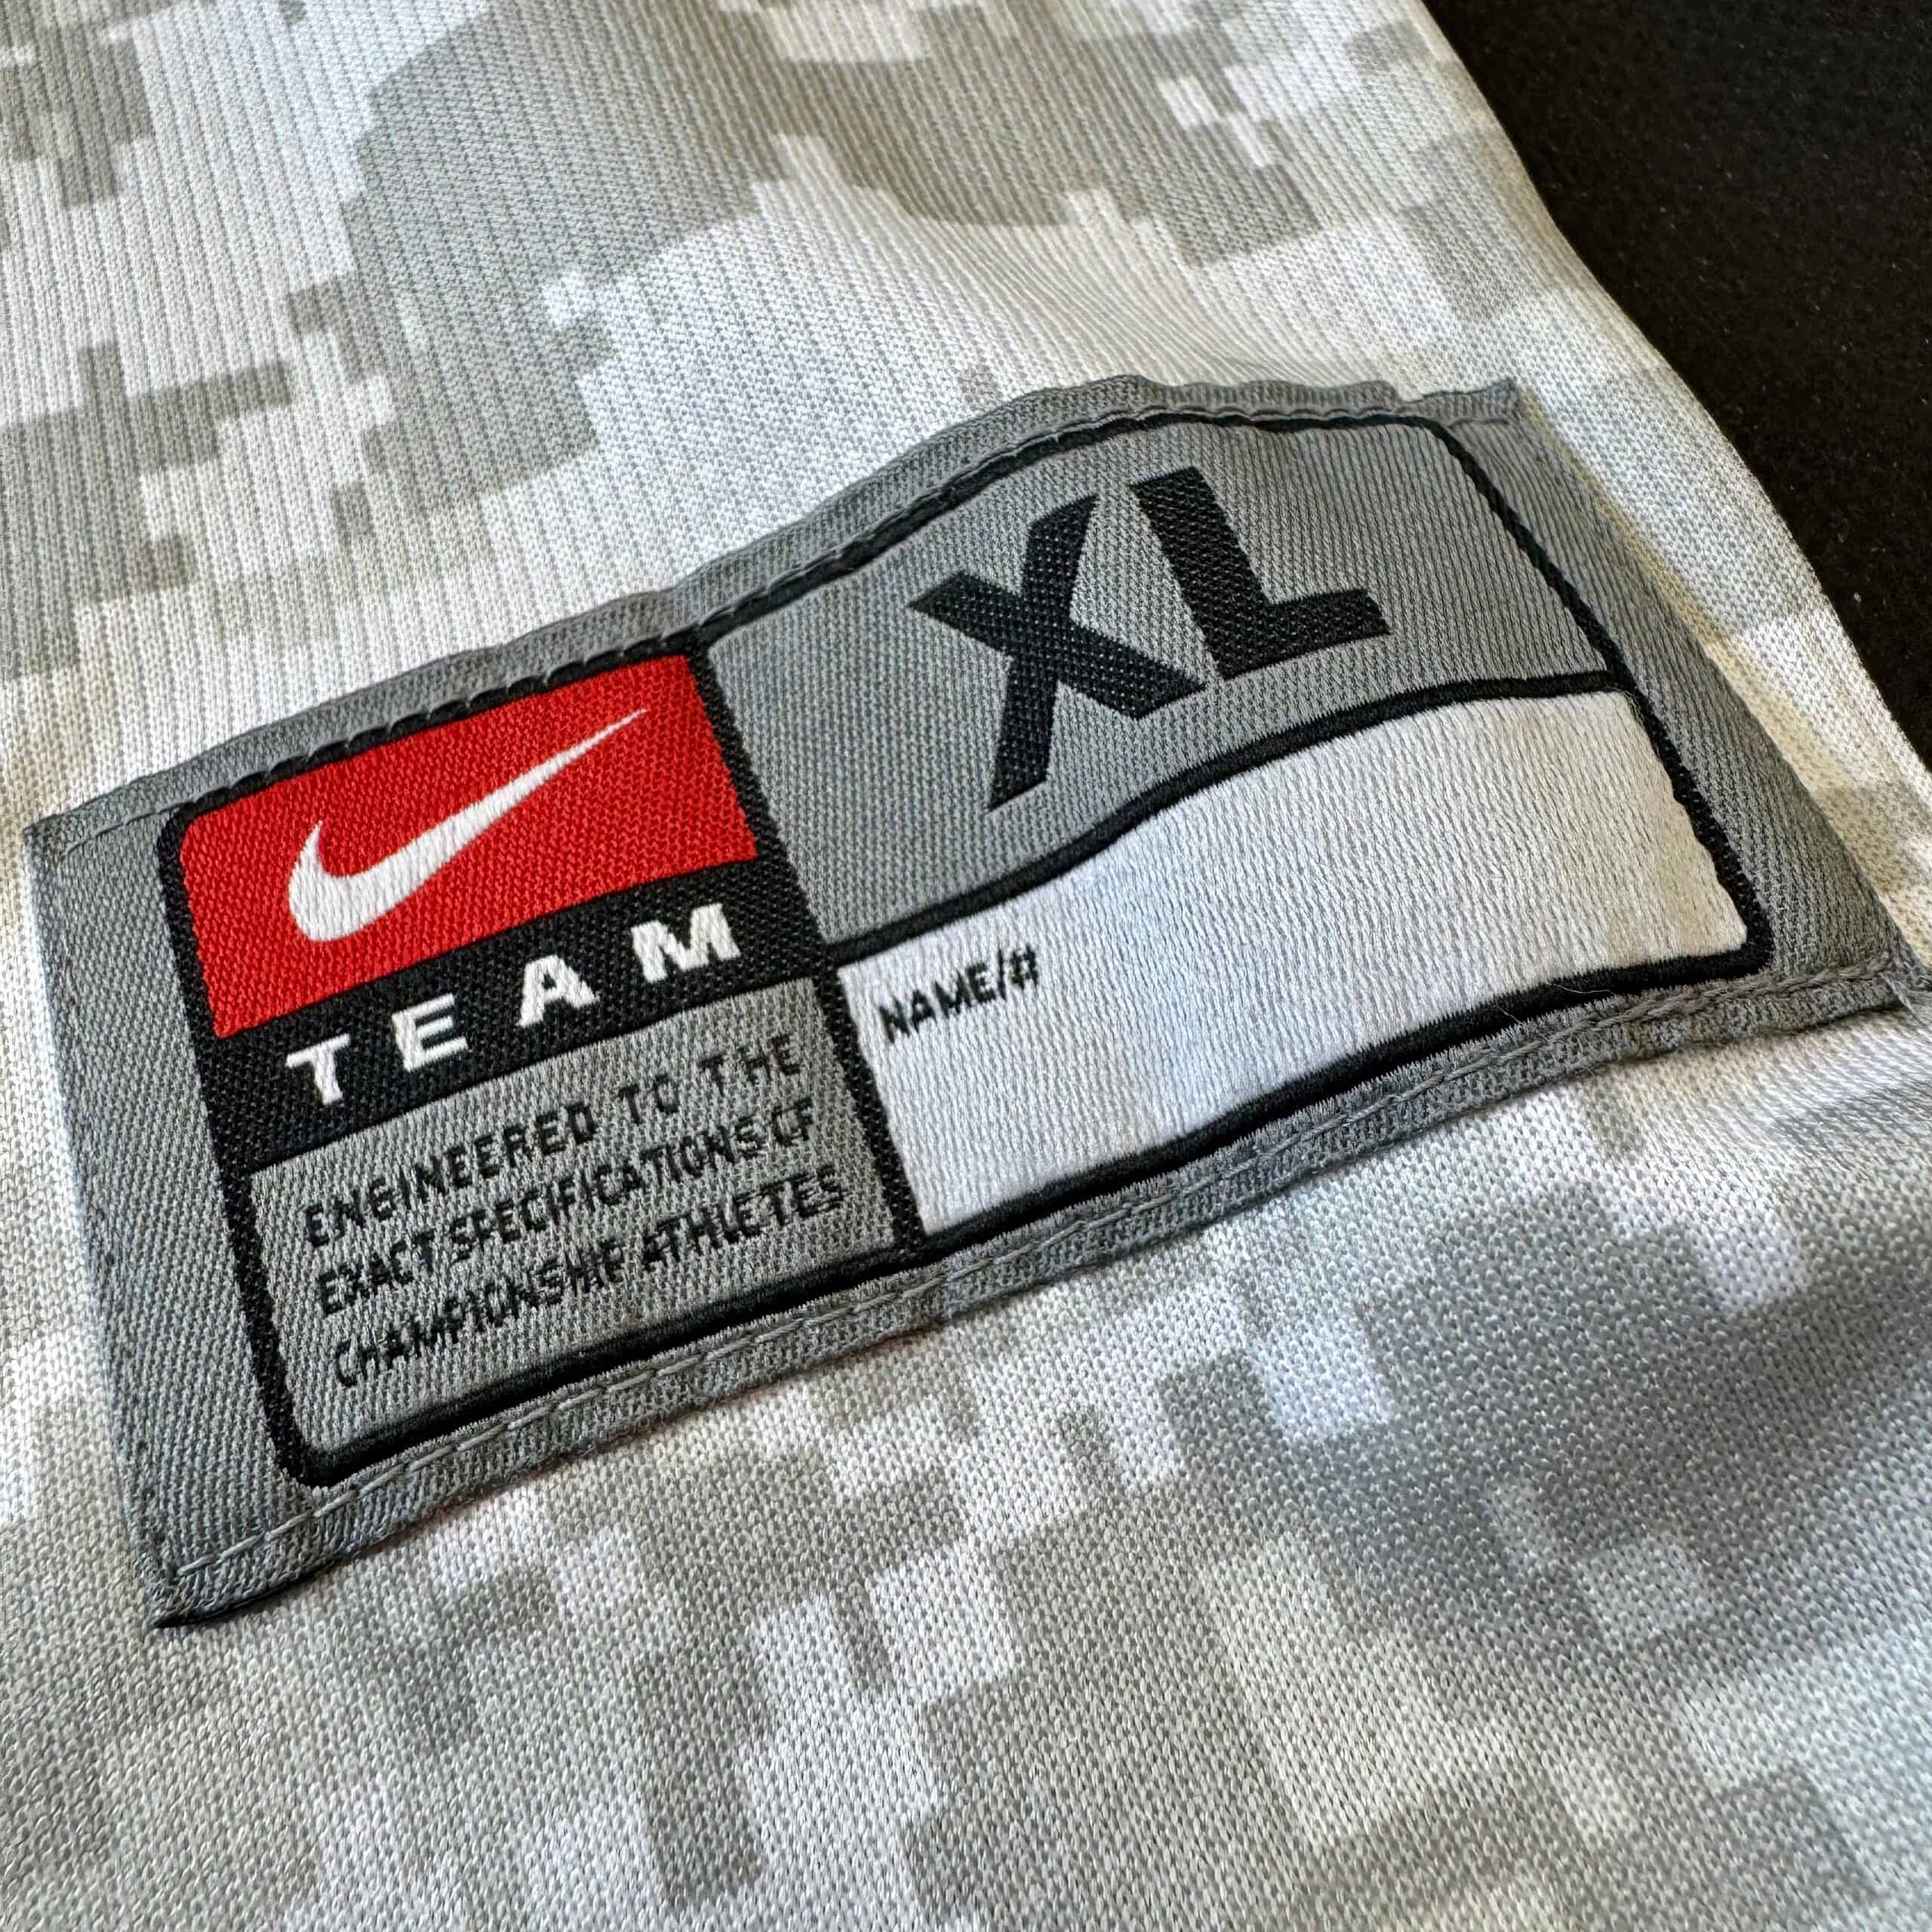 XL
TEAM
NAME/#
ENGINEERED TO THE
EXACT SPECIFICATIONS OF
CHAMPIONSHIP ATHLETES